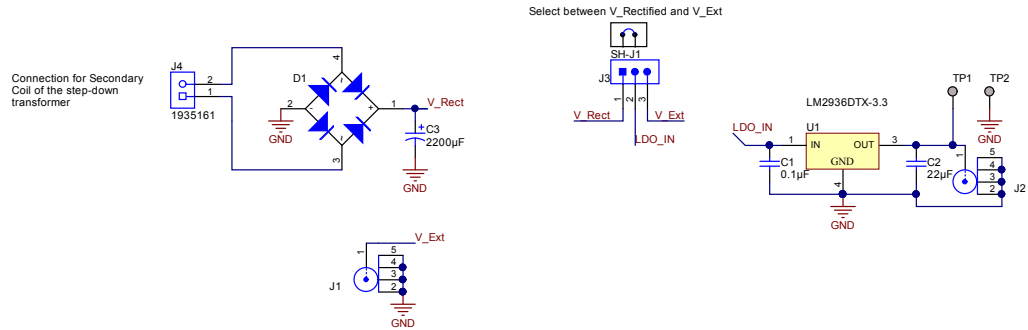 Select between V_Rectified and V_Ext
SH-J1
J3
1
2
3
V_Rect
V_Ext
LDO_IN
Connection for Secondary
Coil of the step-down
transformer
J4
2
1
1935161
D1
4
~
2
-
+
1
V_Rect
~
3
GND
+
C3
2200µF
GND
TP1
TP2
LM2936DTX-3.3
LDO_IN
U1
1
IN
OUT
3
GND
4
C1
0.1µF
C2
22µF
GND
GND
1
5
4
3
2
J2
V_Ext
1
5
4
3
2
J1
GND